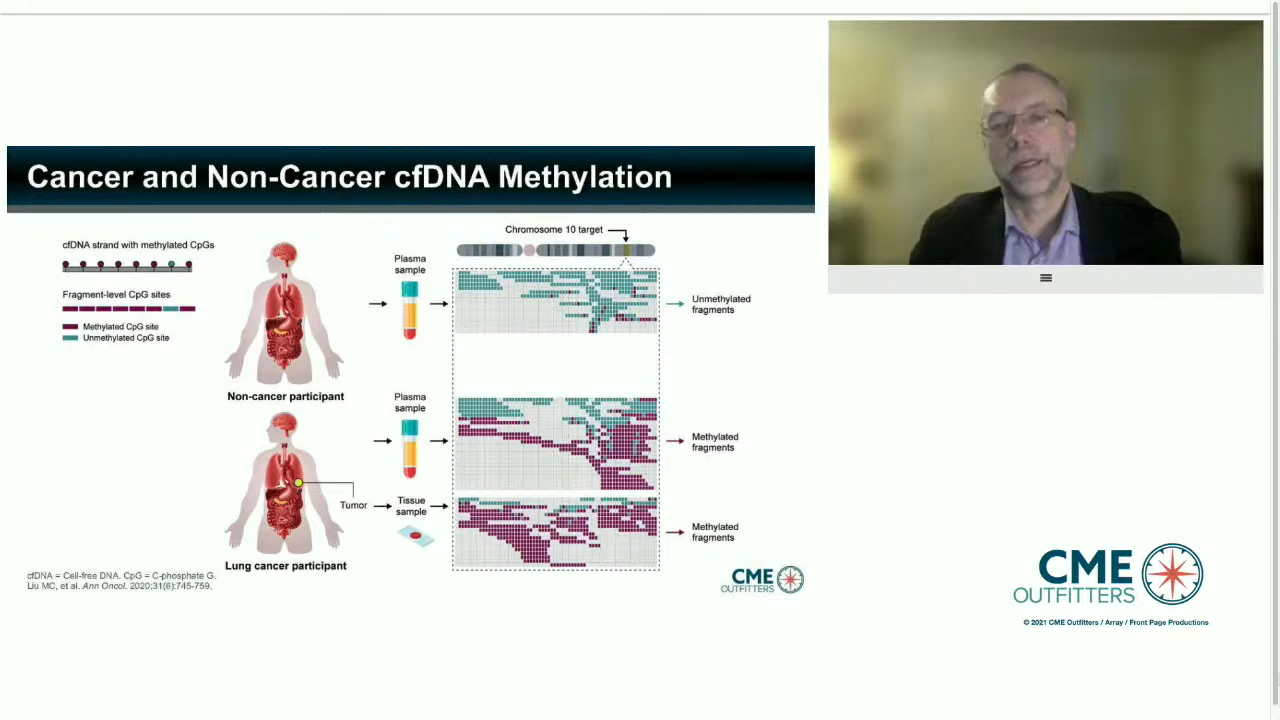 Cancer and Non-Cancer cfDNA Methylation
cfDNA strand with methylated CpGs
Fragment-level CpG sites
Methylated CpG site
Unmethylated CpG site
Non-cancer participant
Plasma
sample
Chromosome 10 target
Unmethylated
fragments
Plasma
sample
Methylated
fragments
Tumor
Tissue
sample
Methylated
fragments
Lung cancer participant
cfDNA = Cell-free DNA. CpG = C-phosphate G.
Liu MC, et al. Ann Oncol. 2020;31(6):745-759.
CME
OUTFITTERS
CME
OUTFITTERS
© 2021 CME Outfitters / Array / Front Page Productions